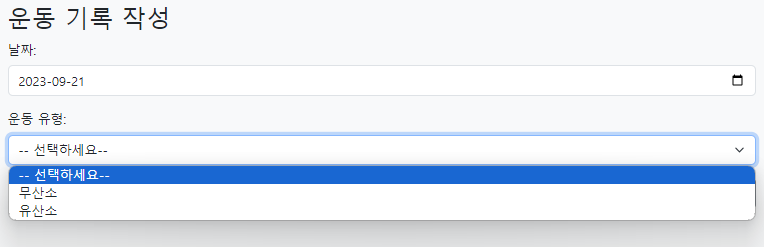 운동 기록 작성
날짜:
2023-09-21
운동 유형:
-- 선택하세요--
-- 선택하세요--
무산소
유산소